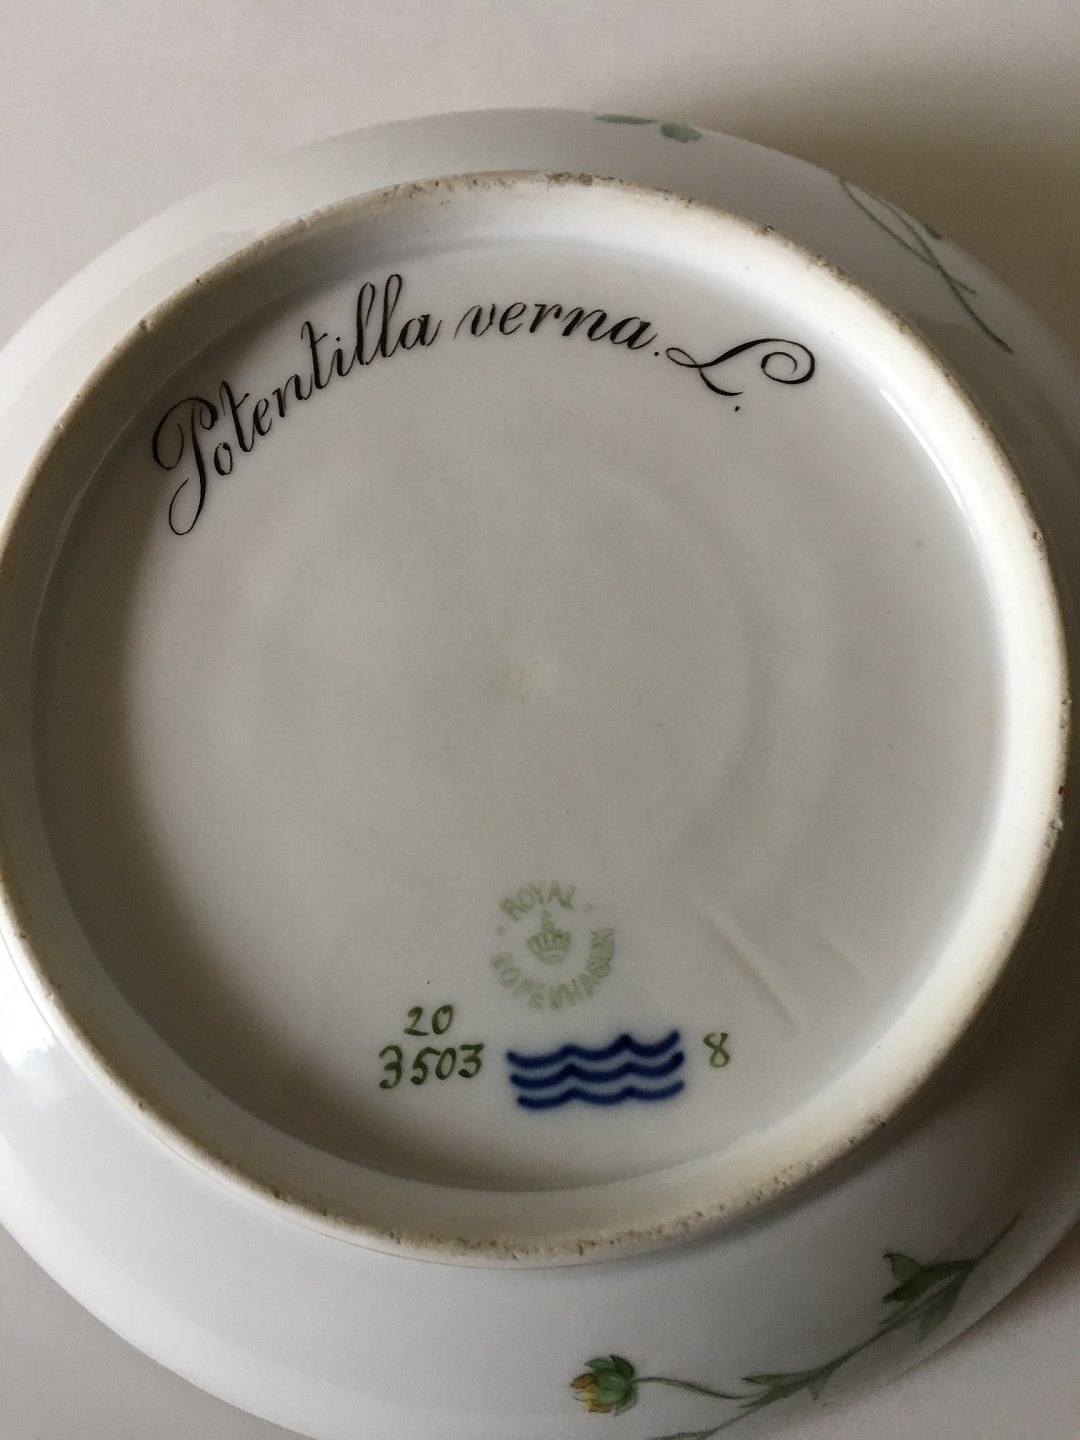 Potentilla verna. L.
ROYAL
COPENHAGEN
20
3503 8